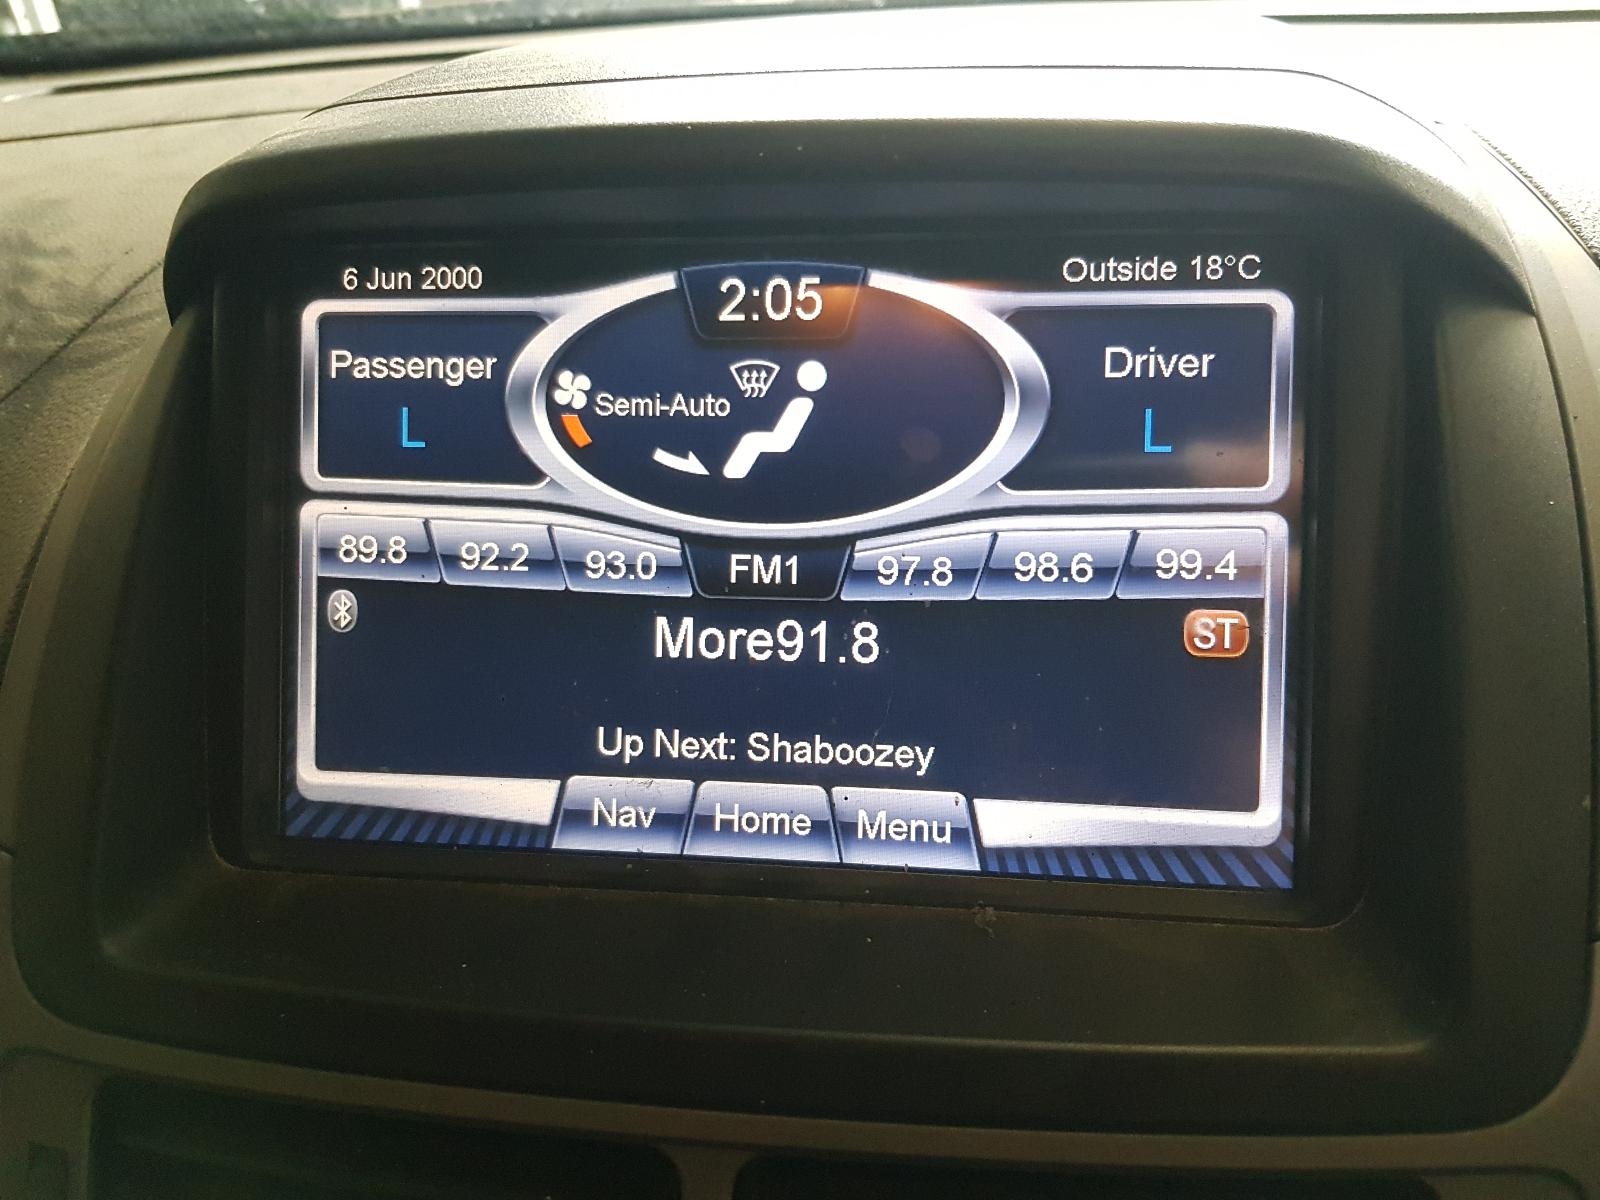 6 Jun 2000
2:05
Outside 18°C
Passenger
L
Semi-Auto
Driver
L
89.8
92.2
93.0
FM1
97.8
98.6
99.4
More91.8
ST
Up Next: Shaboozey
Nav
Home
Menu